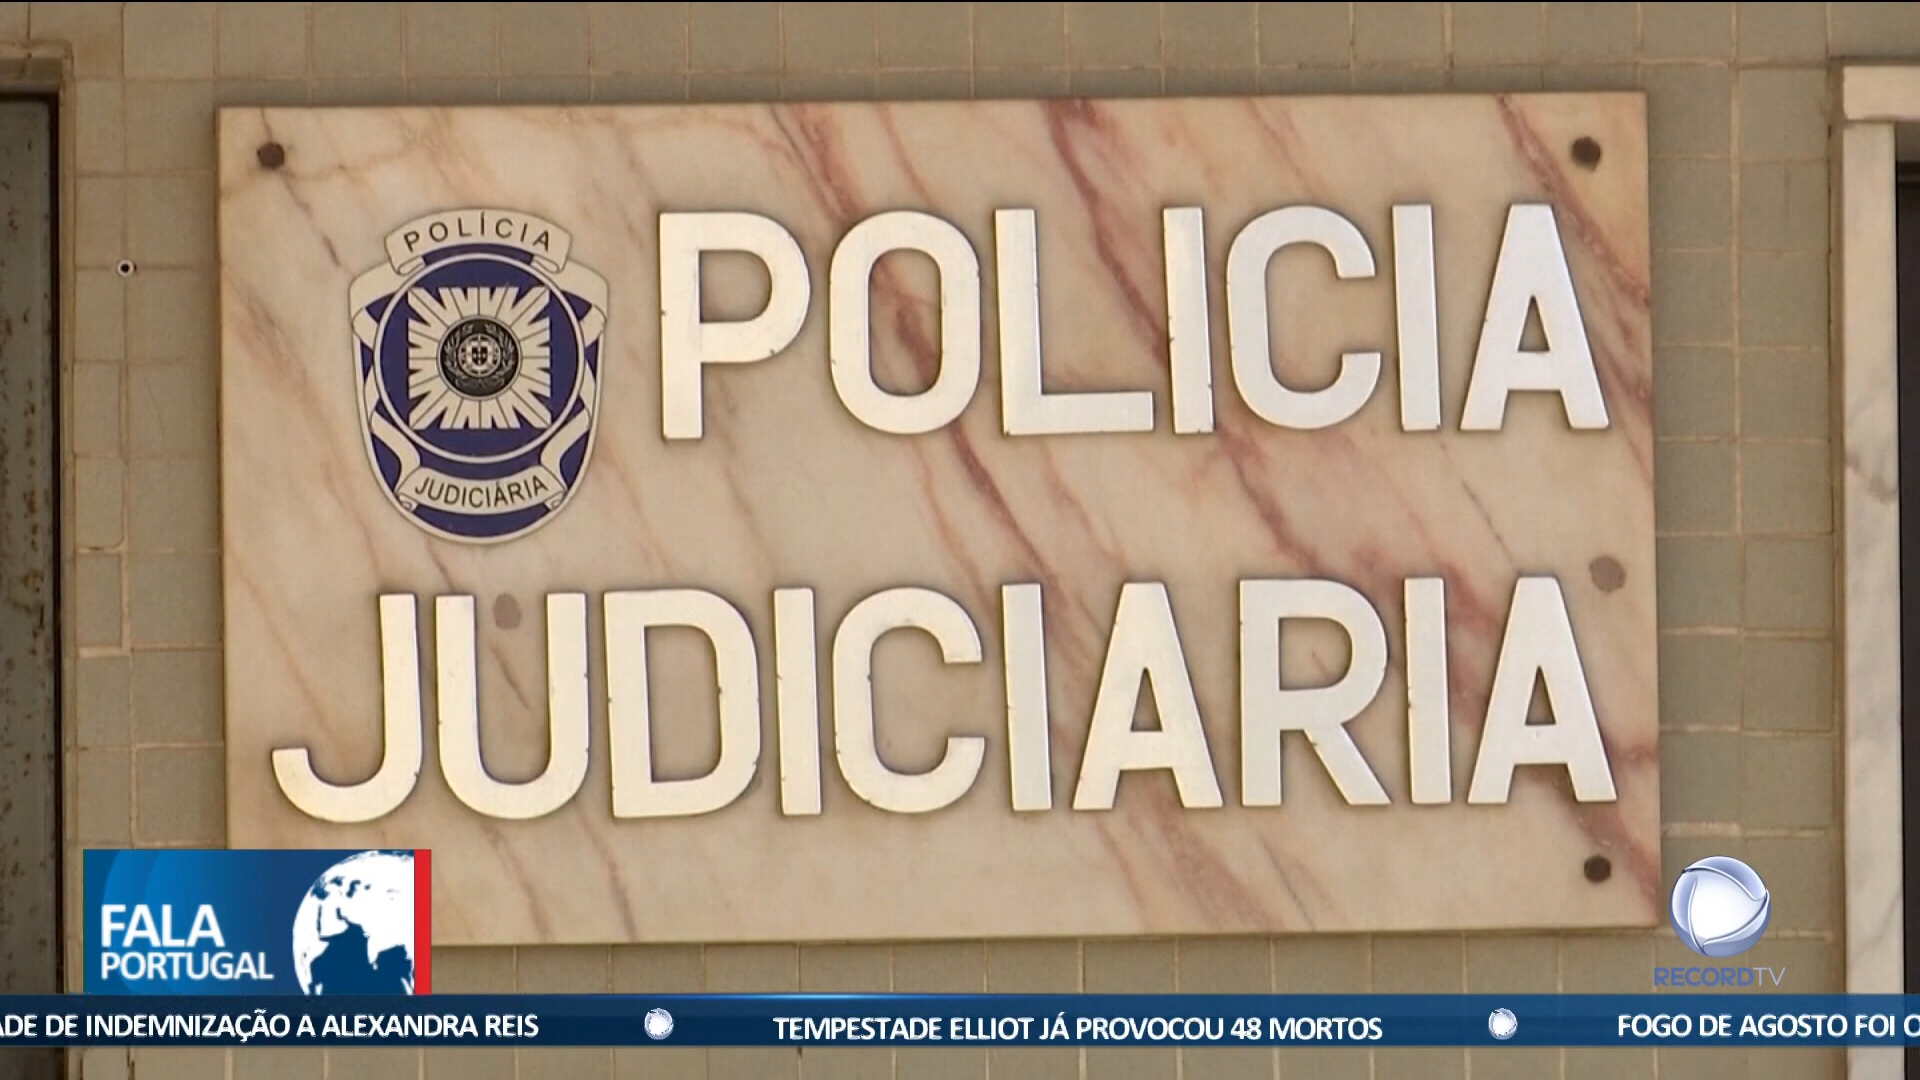 POLÍCIA
JUDICIÁRIA
POLICIA
JUDICIARIA
FALA
PORTUGAL
RECORDTV
DE INDEMNIZAÇÃO A ALEXANDRA REIS
TEMPESTADE ELLIOT JÁ PROVOCOU 48 MORTOS
FOGO DE AGOSTO FOI